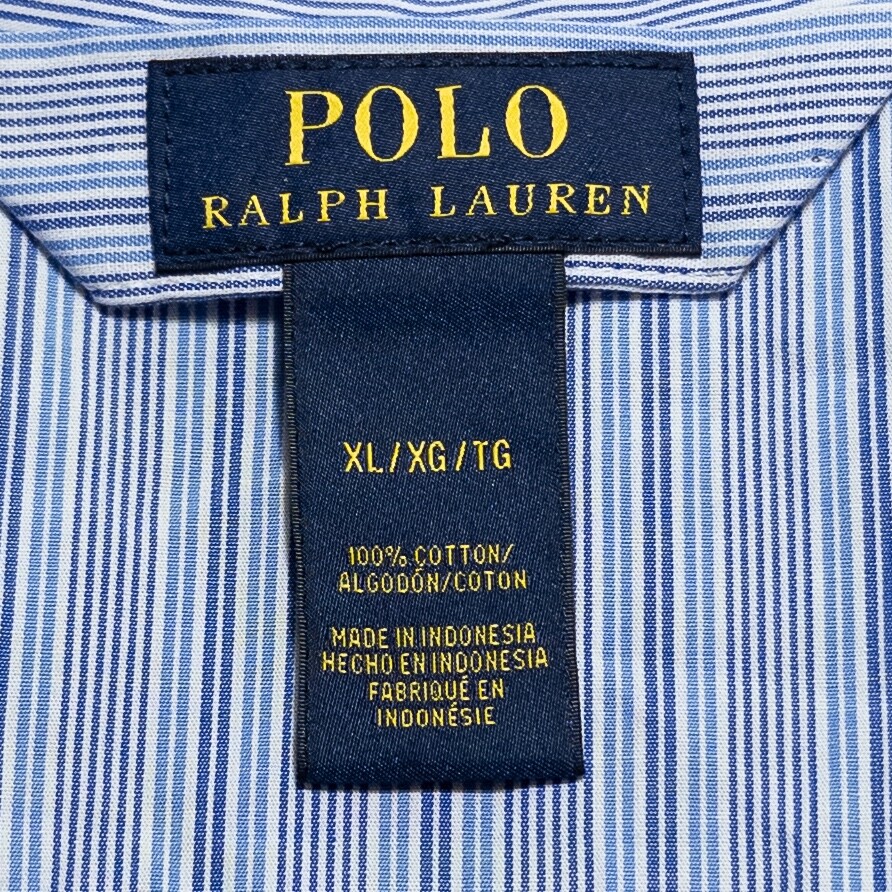 POLO
RALPH LAUREN
XL/XG/TG
100% COTTON/
ALGODÓN/COTON
MADE IN INDONESIA
HECHO EN INDONESIA
FABRIQUÉ EN
INDONÉSIE